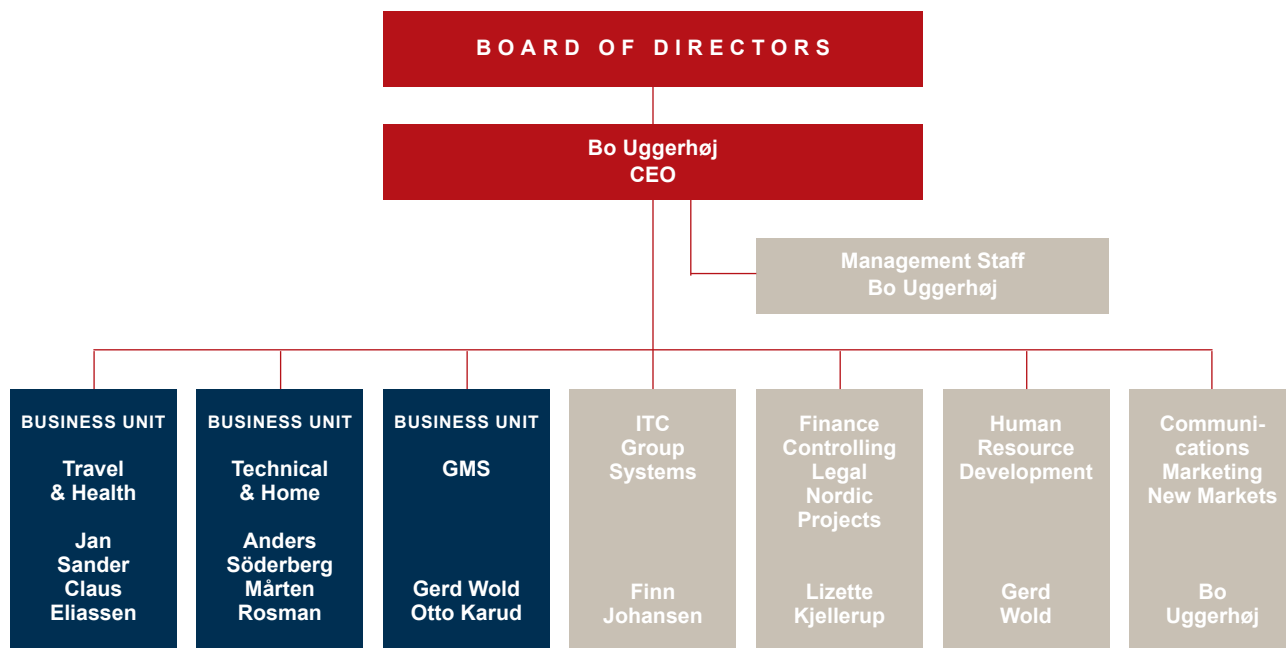 BOARD OF DIRECTORS
Bo Uggerhøj
CEO
Management Staff
Bo Uggerhøj
BUSINESS UNIT
Travel
& Health
Jan
Sander
Claus
Eliassen
BUSINESS UNIT
Technical
& Home
Anders
Söderberg
Mårten
Rosman
BUSINESS UNIT
GMS
Gerd Wold
Otto Karud
ITC
Group
Systems
Finn
Johansen
Finance
Controlling
Legal
Nordic
Projects
Lizette
Kjellerup
Human
Resource
Development
Gerd
Wold
Communi-
cations
Marketing
New Markets
Bo
Uggerhøj